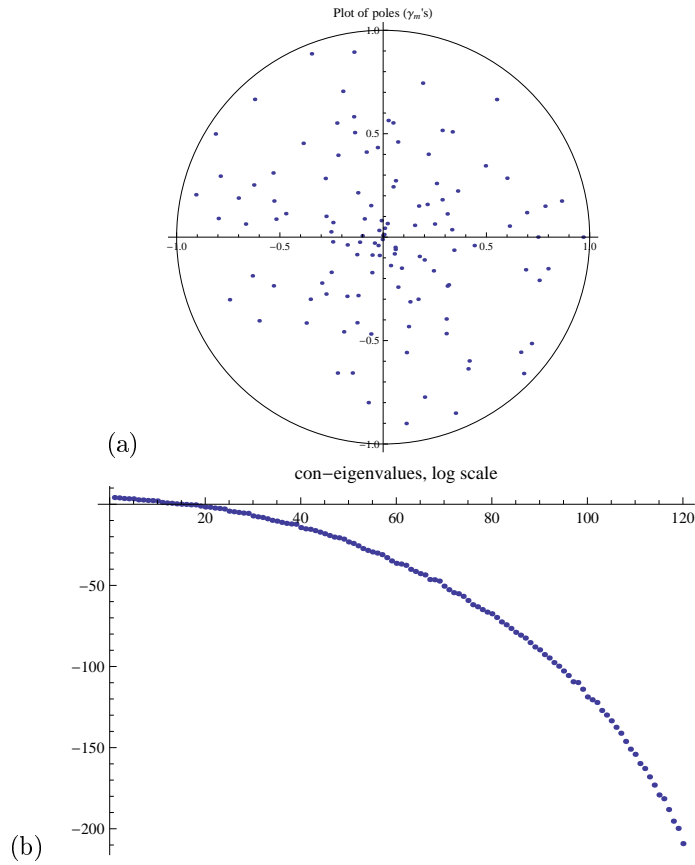 Plot of poles (γm's)
1.0
0.5
−1.0 −0.5 0.5 1.0
−0.5
−1.0
(a)
con−eigenvalues, log scale
20 40 60 80 100 120
−50
−100
−150
−200
(b)